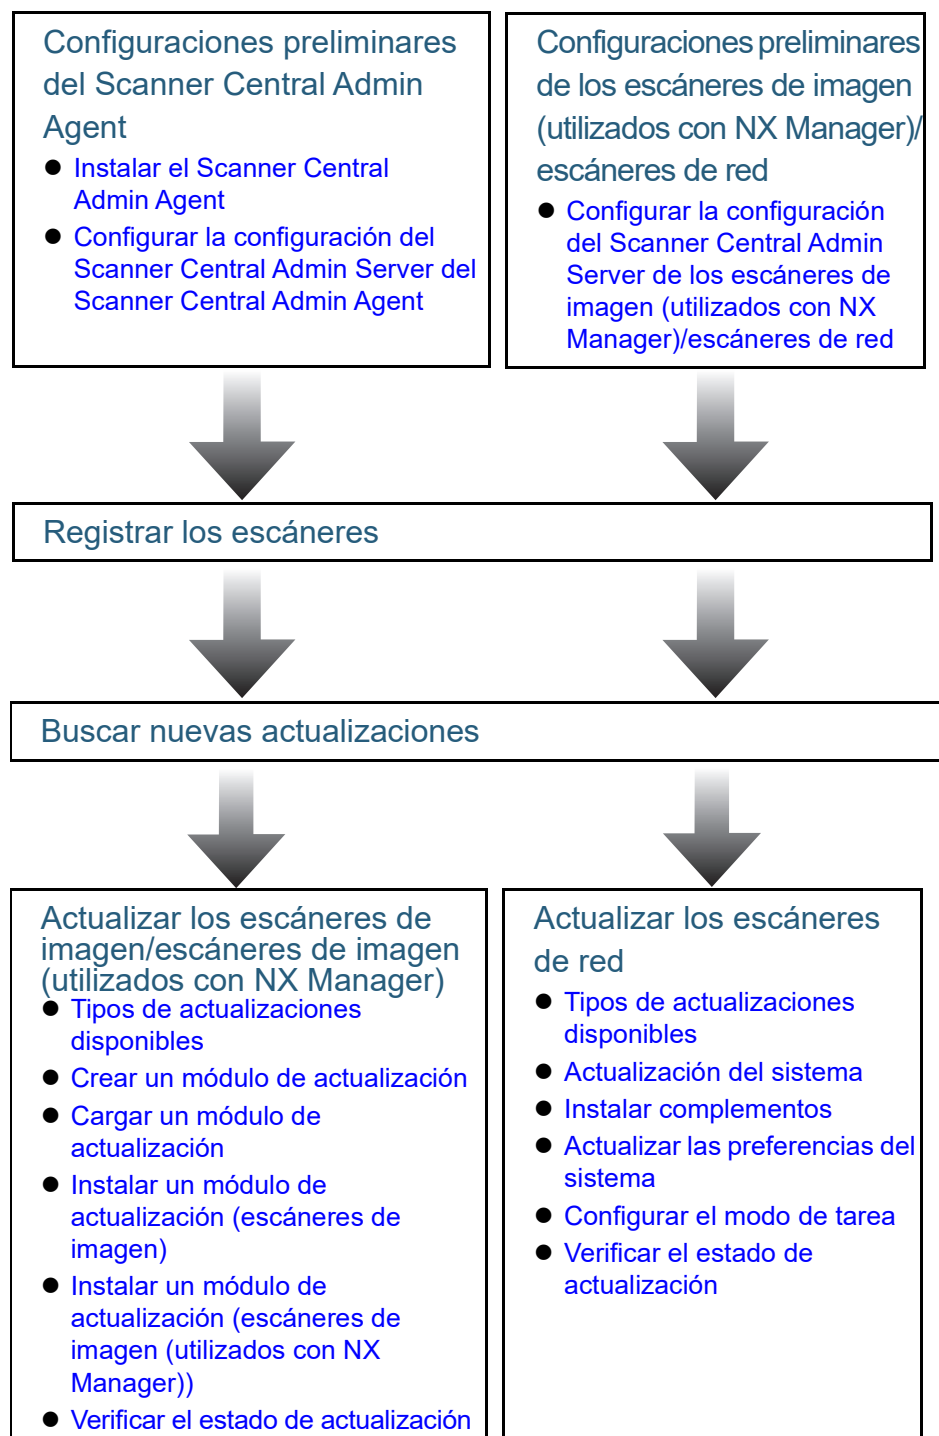 Configuraciones preliminares
del Scanner Central Admin
Agent
● Instalar el Scanner Central
Admin Agent
● Configurar la configuración del
Scanner Central Admin Server del
Scanner Central Admin Agent
Configuraciones preliminares
de los escáneres de imagen
(utilizados con NX Manager)/
escáneres de red
● Configurar la configuración
del Scanner Central Admin
Server de los escáneres de
imagen (utilizados con NX
Manager)/escáneres de red
Registrar los escáneres
Buscar nuevas actualizaciones
Actualizar los escáneres de
imagen/escáneres de imagen
(utilizados con NX Manager)
● Tipos de actualizaciones
disponibles
● Crear un módulo de actualización
● Cargar un módulo de
actualización
● Instalar un módulo de
actualización (escáneres de
imagen)
● Instalar un módulo de
actualización (escáneres de
imagen (utilizados con NX
Manager))
● Verificar el estado de actualización
Actualizar los escáneres
de red
● Tipos de actualizaciones
disponibles
● Actualización del sistema
● Instalar complementos
● Actualizar las preferencias del
sistema
● Configurar el modo de tarea
● Verificar el estado de
actualización